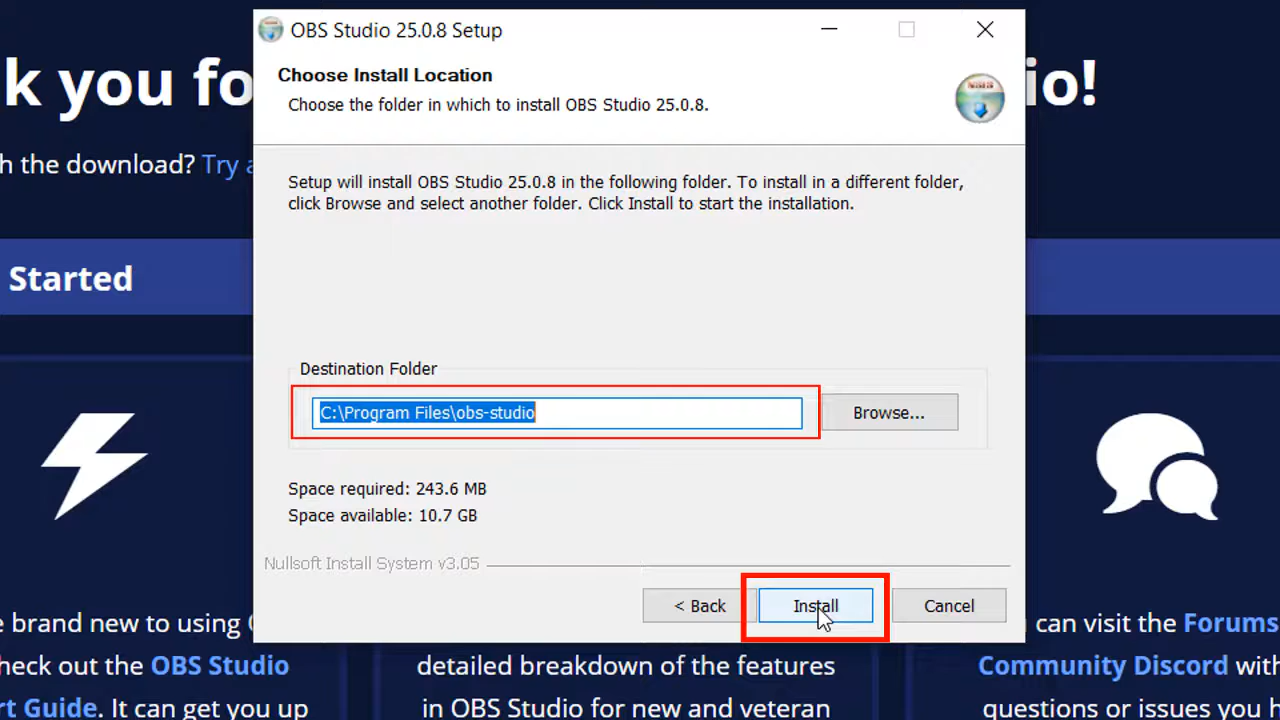 OBS Studio 25.0.8 Setup
Choose Install Location
Choose the folder in which to install OBS Studio 25.0.8.
NSIS
k you fo
io!
h the download? Try a
Setup will install OBS Studio 25.0.8 in the following folder. To install in a different folder,
click Browse and select another folder. Click Install to start the installation.
Started
Destination Folder
C:\Program Files\obs-studio
Browse...
Space required: 243.6 MB
Space available: 10.7 GB
Nullsoft Install System v3.05
< Back
Install
Cancel
e brand new to using
heck out the OBS Studio
rt Guide. It can get you up
detailed breakdown of the features
in OBS Studio for new and veteran
can visit the Forums
Community Discord with
questions or issues you h